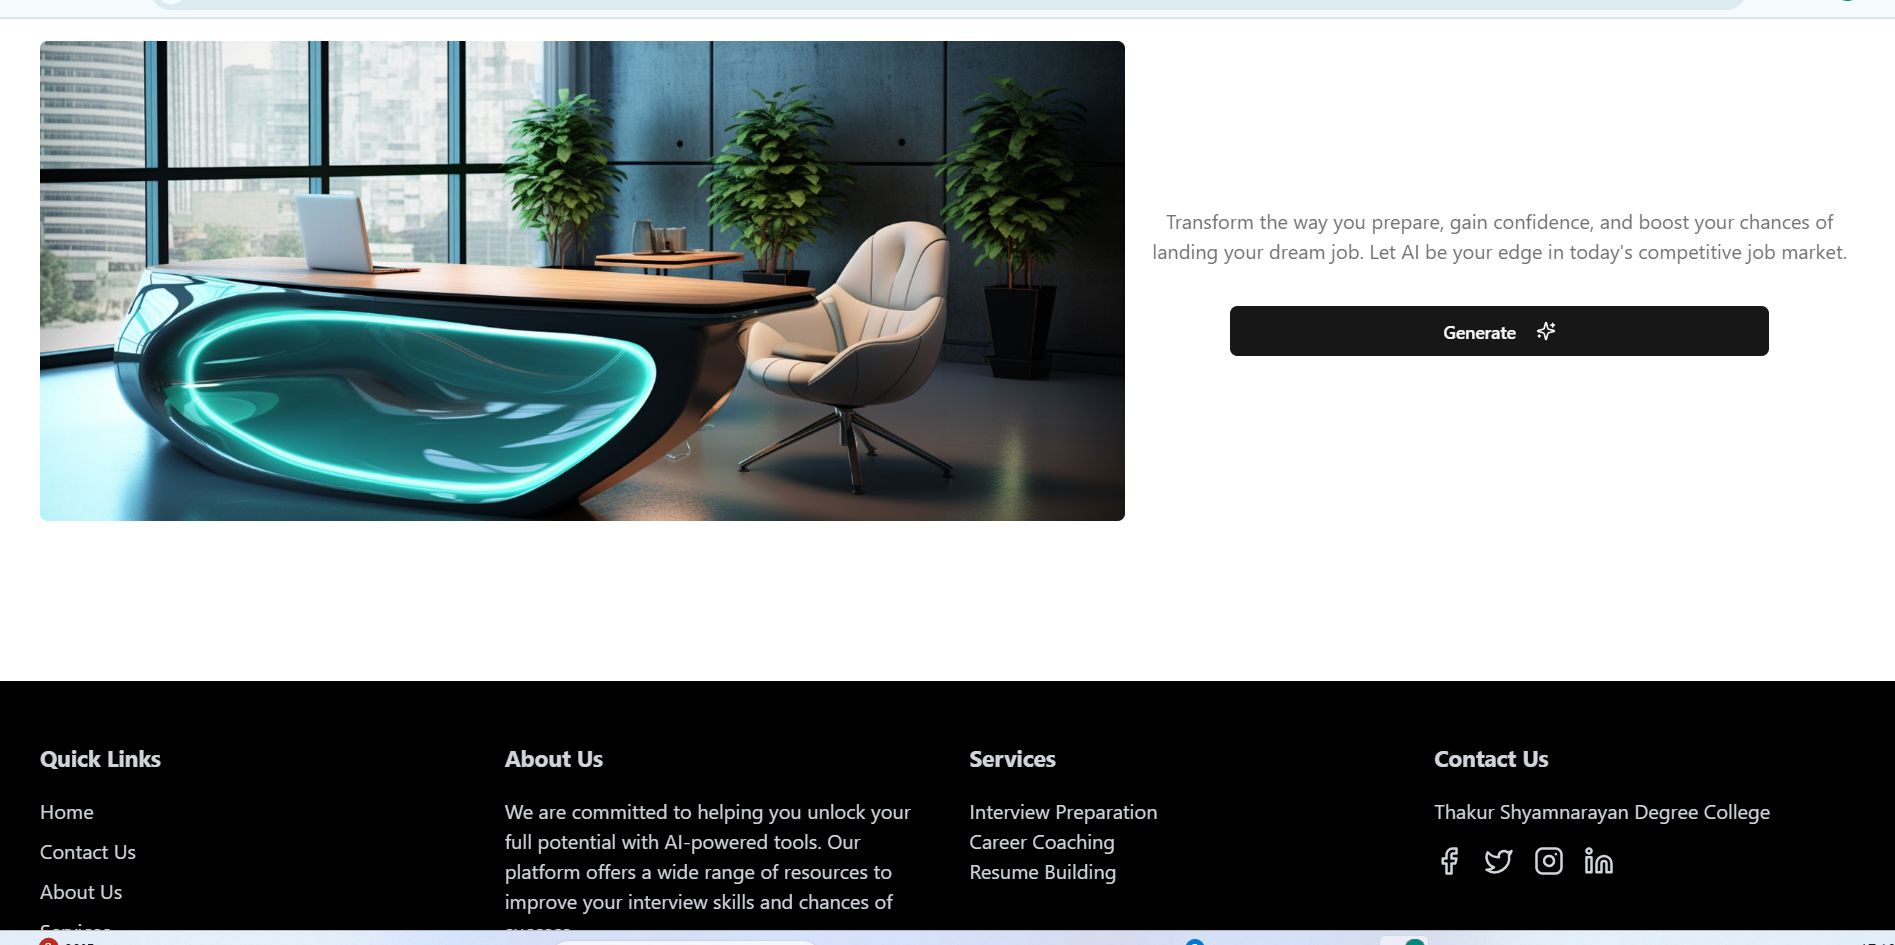 Transform the way you prepare, gain confidence, and boost your chances of
landing your dream job. Let AI be your edge in today's competitive job market.
Generate
Quick Links
Home
Contact Us
About Us
Services
About Us
We are committed to helping you unlock your
full potential with AI-powered tools. Our
platform offers a wide range of resources to
improve your interview skills and chances of
success.
Services
Interview Preparation
Career Coaching
Resume Building
Contact Us
Thakur Shyamnarayan Degree College